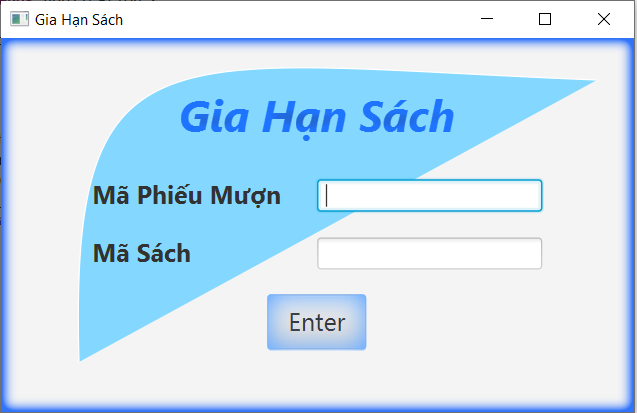 Gia Hạn Sách
Gia Hạn Sách
Mã Phiếu Mượn
Mã Sách
Enter